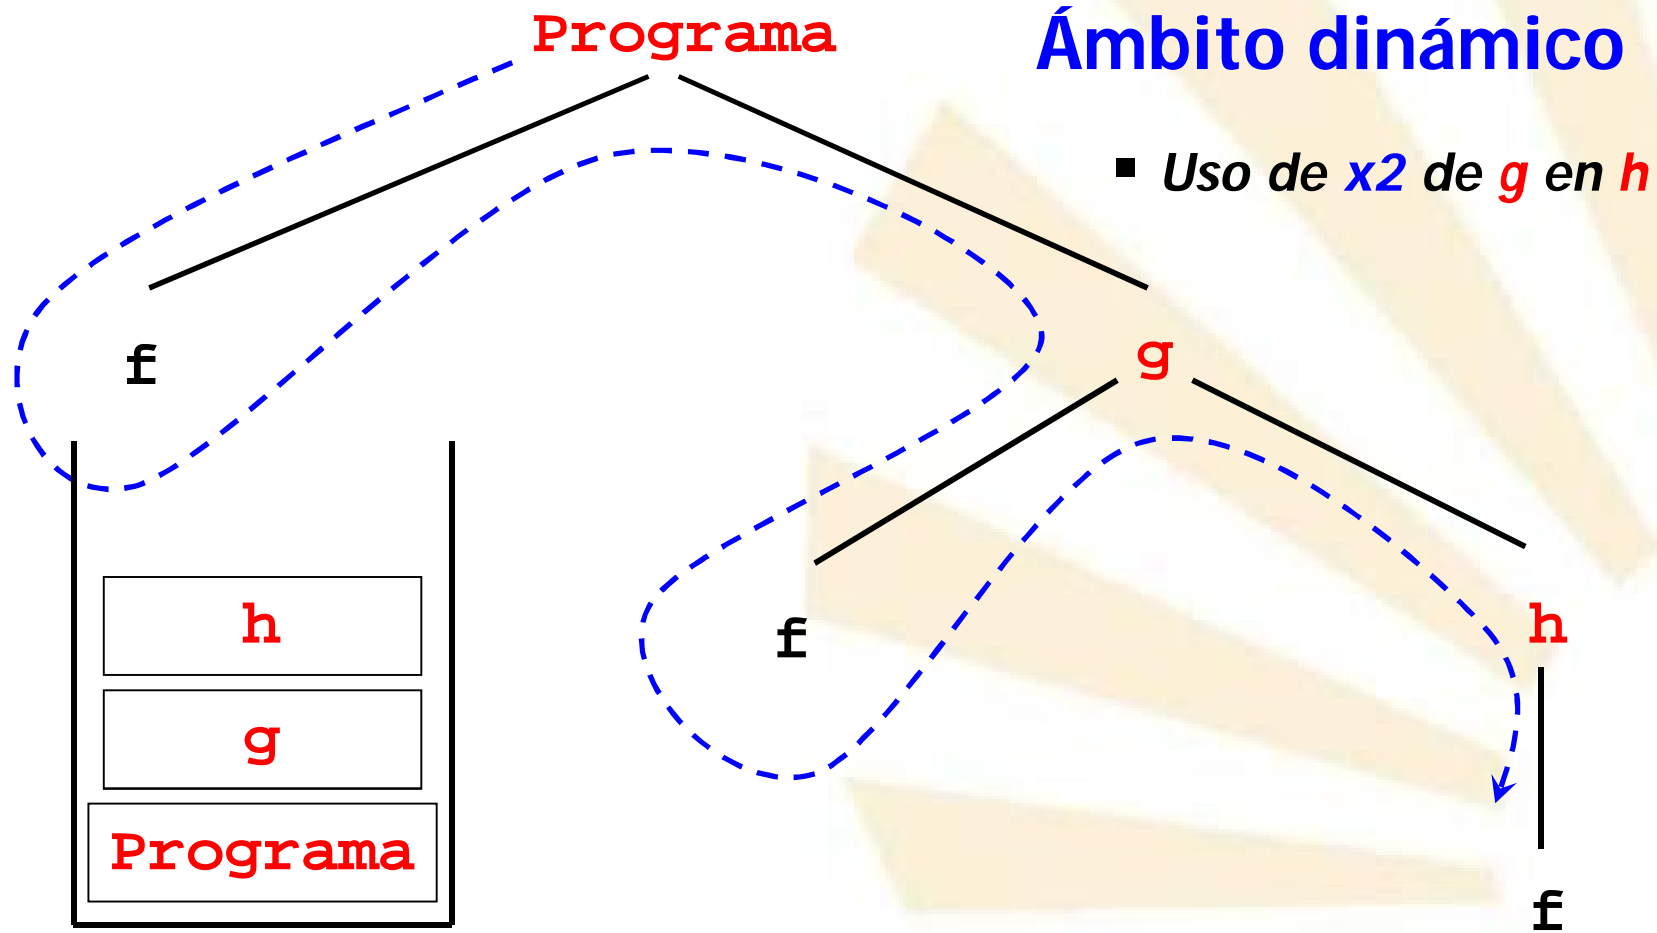 Programa
Ámbito dinámico
Uso de x2 de g en h
f
g
f
h
h
g
Programa
f